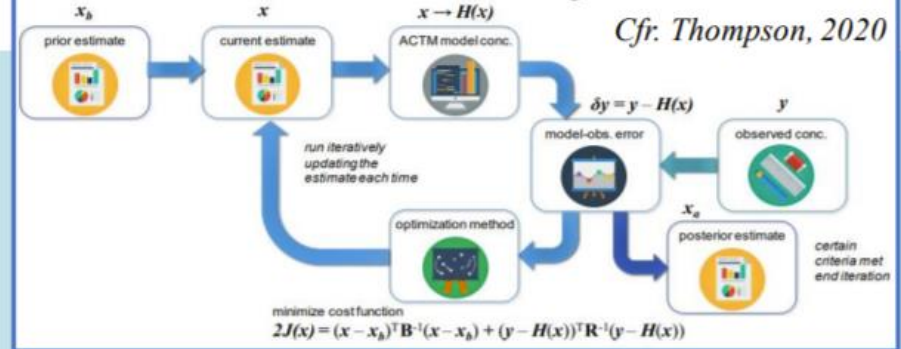 x_b
x
x → H(x)
Cfr. Thompson, 2020
prior estimate
current estimate
ACTM model conc.
δy = y – H(x)
y
model-obs. error
observed conc.
run iteratively
updating the
estimate each time
x_a
optimization method
posterior estimate
certain
criteria met
end iteration
minimize cost function
2J(x) = (x – x_b)ᵀB⁻¹(x – x_b) + (y – H(x))ᵀR⁻¹(y – H(x))